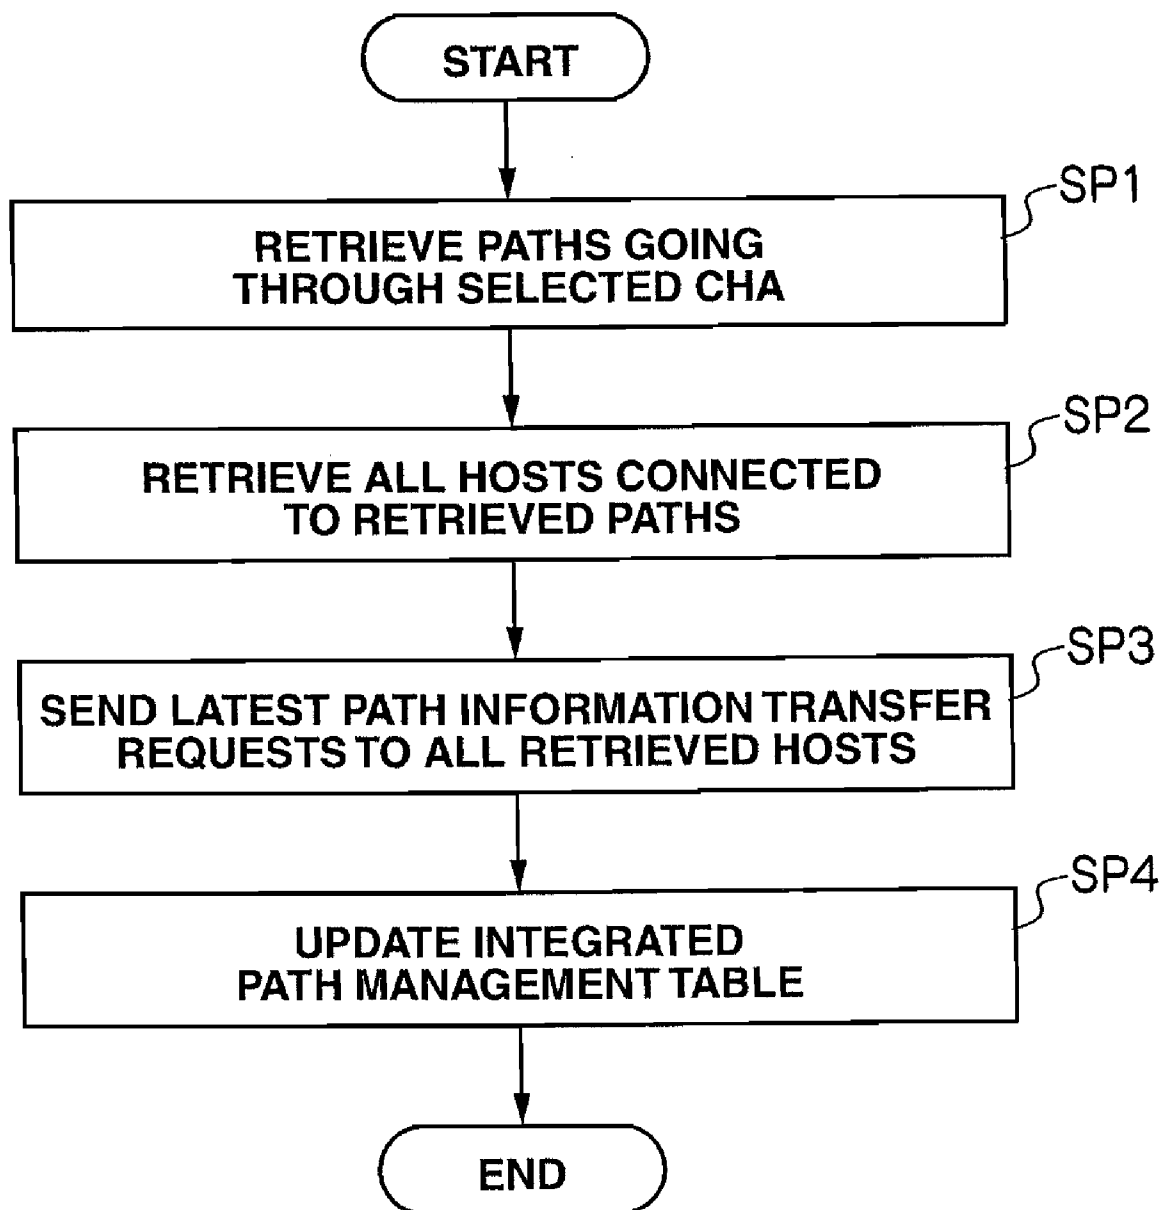 START
SP1
RETRIEVE PATHS GOING
THROUGH SELECTED CHA
SP2
RETRIEVE ALL HOSTS CONNECTED
TO RETRIEVED PATHS
SP3
SEND LATEST PATH INFORMATION TRANSFER
REQUESTS TO ALL RETRIEVED HOSTS
SP4
UPDATE INTEGRATED
PATH MANAGEMENT TABLE
END